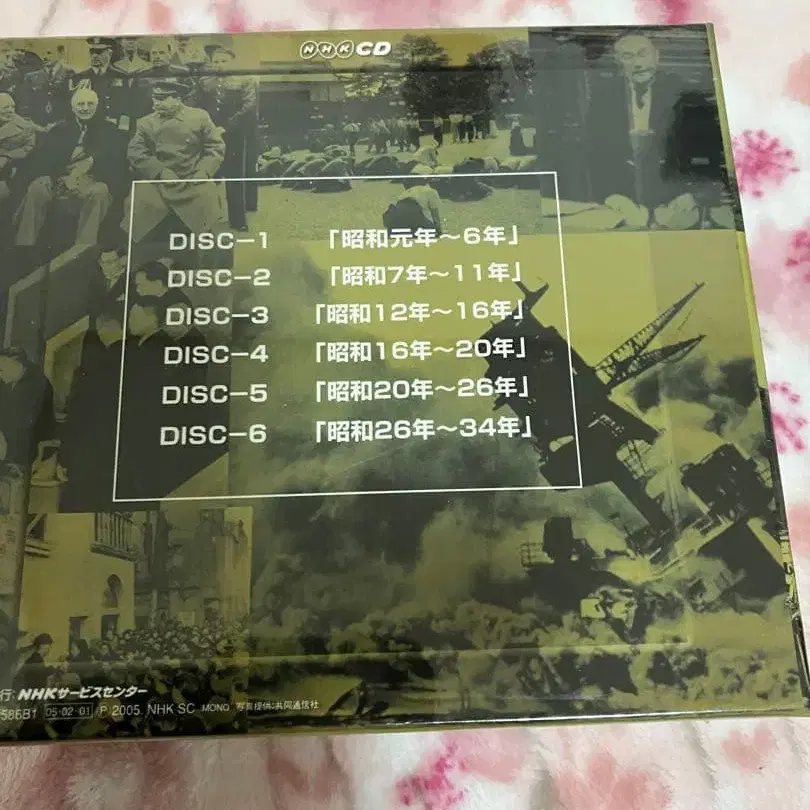 NHK CD
DISC−1 「昭和元年～6年」
DISC−2 「昭和7年～11年」
DISC−3 「昭和12年～16年」
DISC−4 「昭和16年～20年」
DISC−5 「昭和20年～26年」
DISC−6 「昭和26年～34年」
行:NHKサービスセンター
586B1 05·02·01 P 2005. NHK SC MONO 写真提供:共同通信社